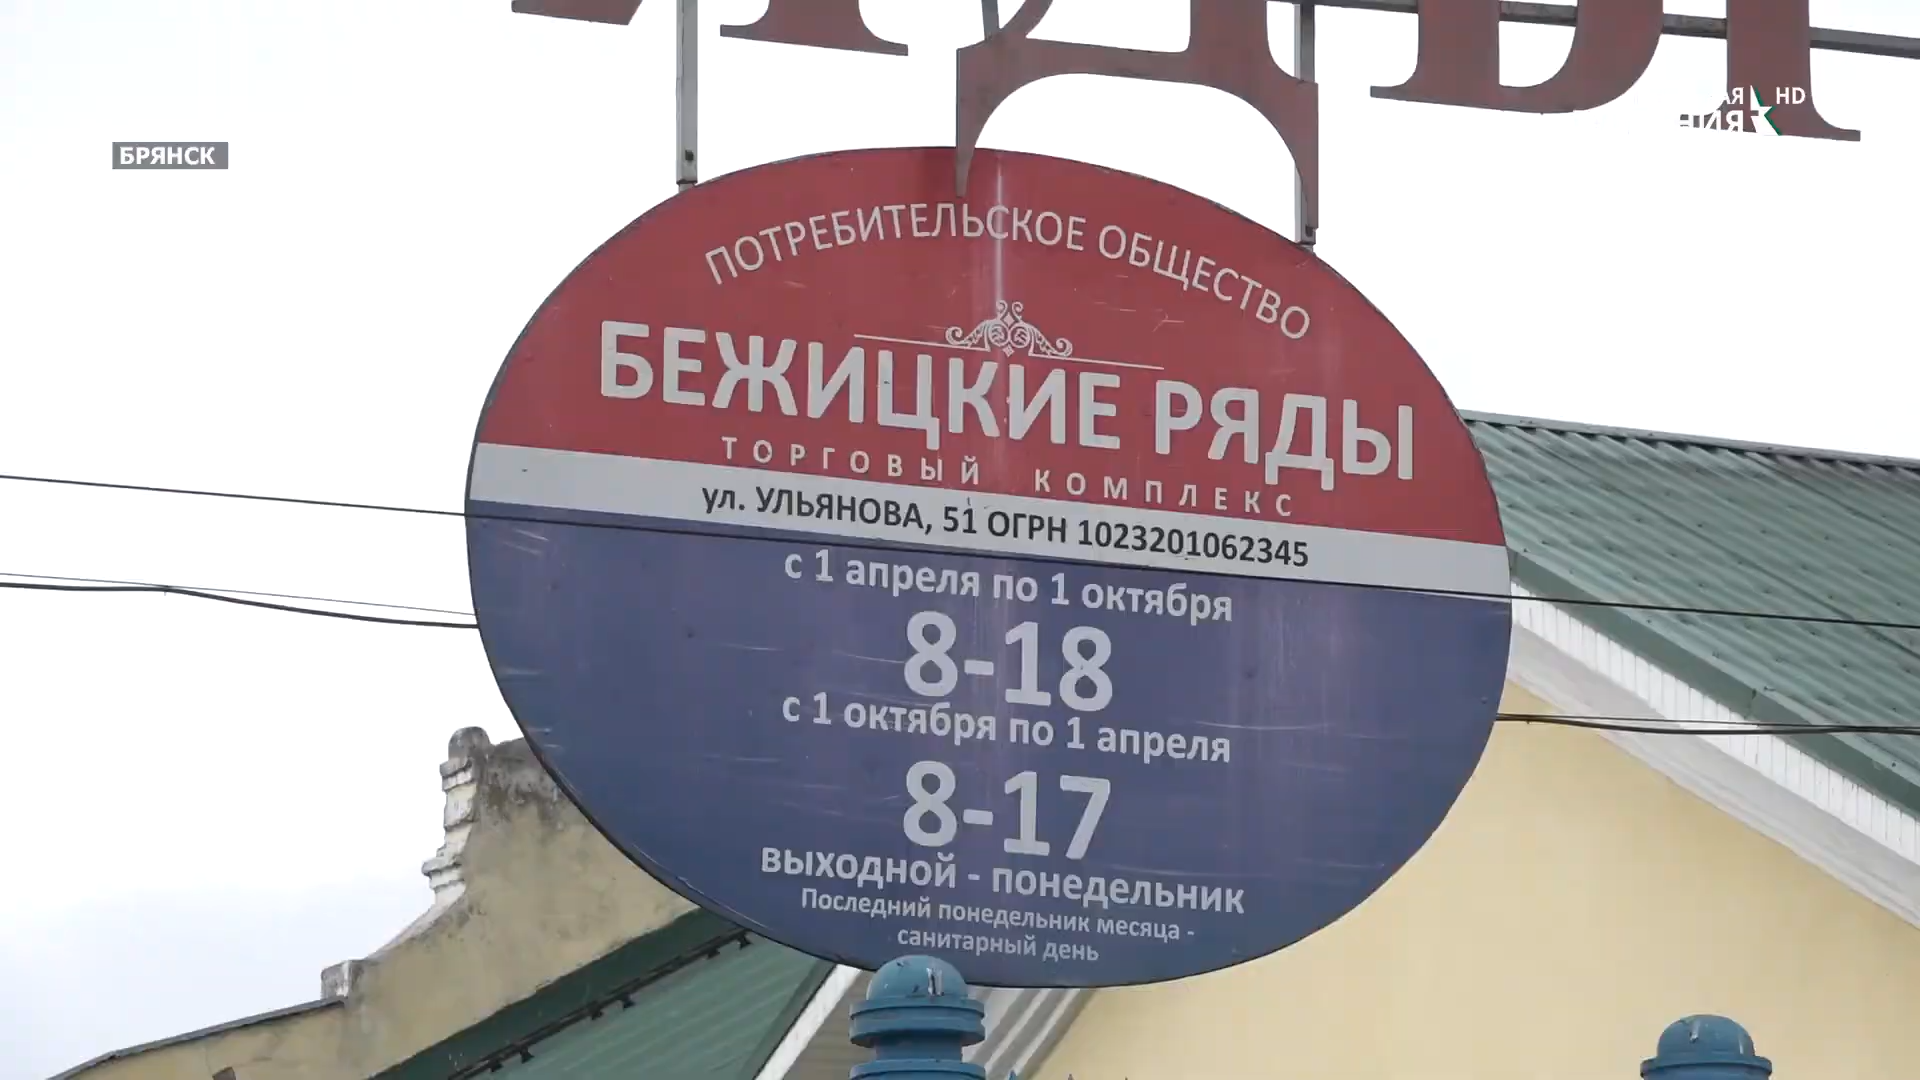 БРЯНСК
HD
ПОТРЕБИТЕЛЬСКОЕ ОБЩЕСТВО
БЕЖИЦКИЕ РЯДЫ
ТОРГОВЫЙ КОМПЛЕКС
ул. УЛЬЯНОВА, 51 ОГРН 1023201062345
с 1 апреля по 1 октября
8-18
с 1 октября по 1 апреля
8-17
выходной - понедельник
Последний понедельник месяца -
санитарный день